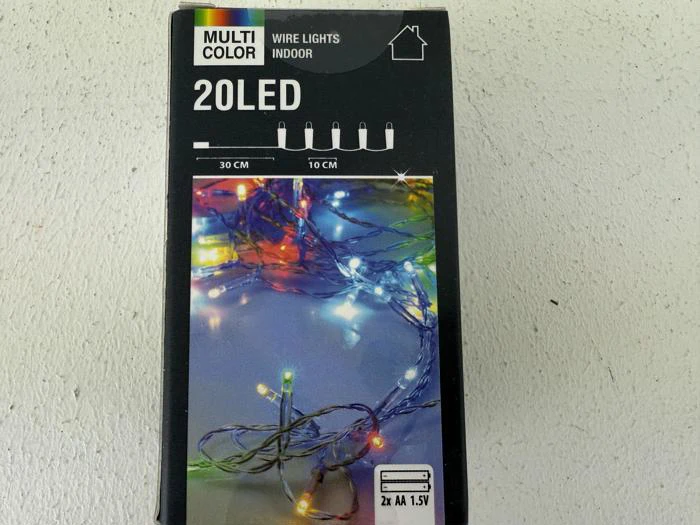 MULTI
COLOR
WIRE LIGHTS
INDOOR
20LED
30 CM
10 CM
2x AA 1.5V